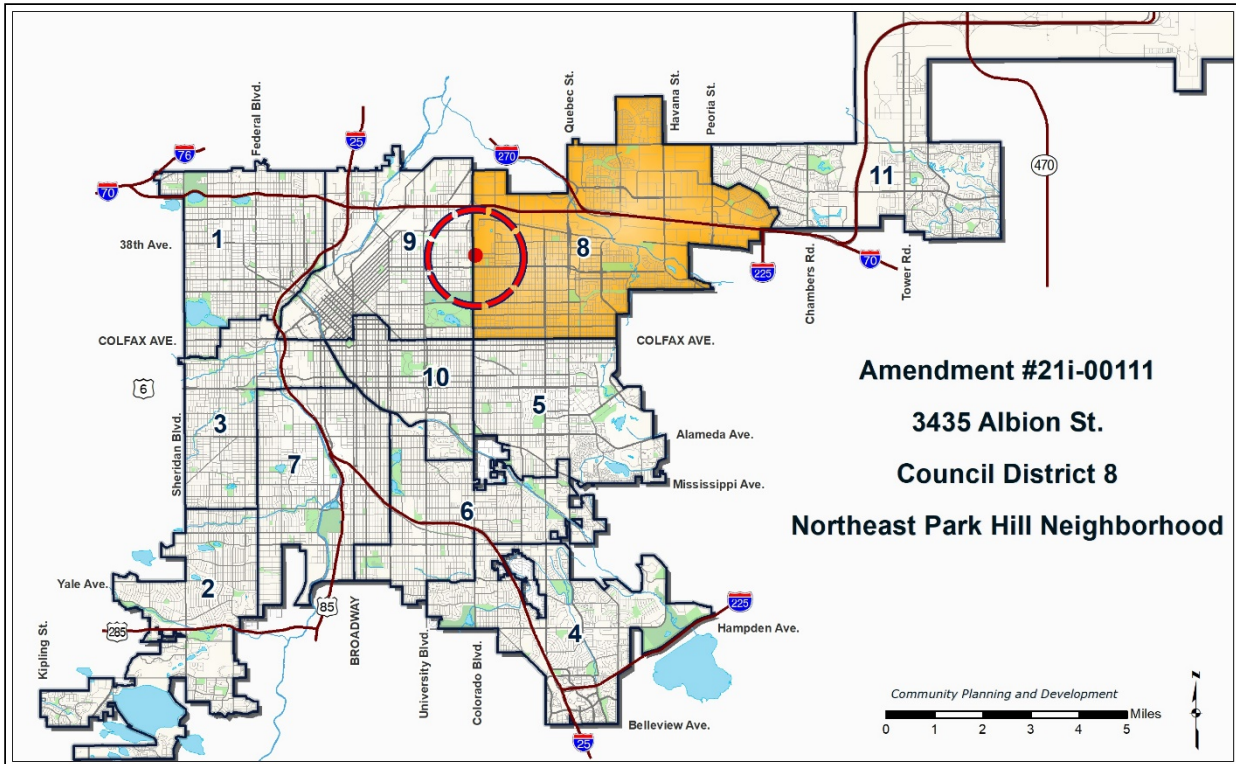 Federal Blvd.
Quebec St.
Havana St.
Peoria St.
76
25
270
70
470
11
1
9
8
38th Ave.
225
70
Chambers Rd.
Tower Rd.
COLFAX AVE.
COLFAX AVE.
6
10
5
3
Sheridan Blvd.
7
Alameda Ave.
Mississippi Ave.
6
Yale Ave.
2
85
BROADWAY
285
Kipling St.
University Blvd.
Colorado Blvd.
4
225
Hampden Ave.
Belleview Ave.
25
Amendment #21i-00111
3435 Albion St.
Council District 8
Northeast Park Hill Neighborhood
Community Planning and Development
Miles
0 1 2 3 4 5
N